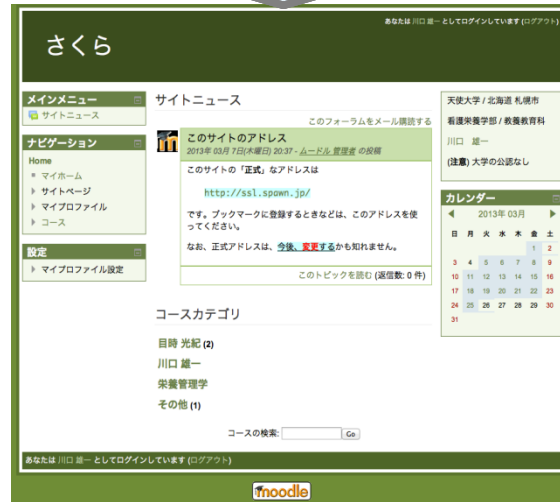 あなたは 川口 雄一 としてログインしています (ログアウト)
さくら
メインメニュー
サイトニュース
ナビゲーション
Home
マイホーム
サイトページ
マイプロファイル
コース
設定
マイプロファイル設定
サイトニュース
このフォーラムをメール購読する
このサイトのアドレス
2013年 03月 7日(木曜日) 20:37 - ムードル 管理者 の投稿
このサイトの「正式」なアドレスは
http://ssl.spawn.jp/
です。ブックマークに登録するときなどは、このアドレスを使
ってください。
なお、正式アドレスは、今後、変更するかも知れません。
このトピックを読む (返信数: 0 件)
コースカテゴリ
目時 光紀 (2)
川口 雄一
栄養管理学
その他 (1)
コースの検索: Go
天使大学 / 北海道 札幌市
看護栄養学部 / 教養教育科
川口 雄一
(注意) 大学の公認なし
カレンダー
2013年 03月
日 月 火 水 木 金 土
1 2
3 4 5 6 7 8 9
10 11 12 13 14 15 16
17 18 19 20 21 22 23
24 25 26 27 28 29 30
31
あなたは 川口 雄一 としてログインしています (ログアウト)
moodle